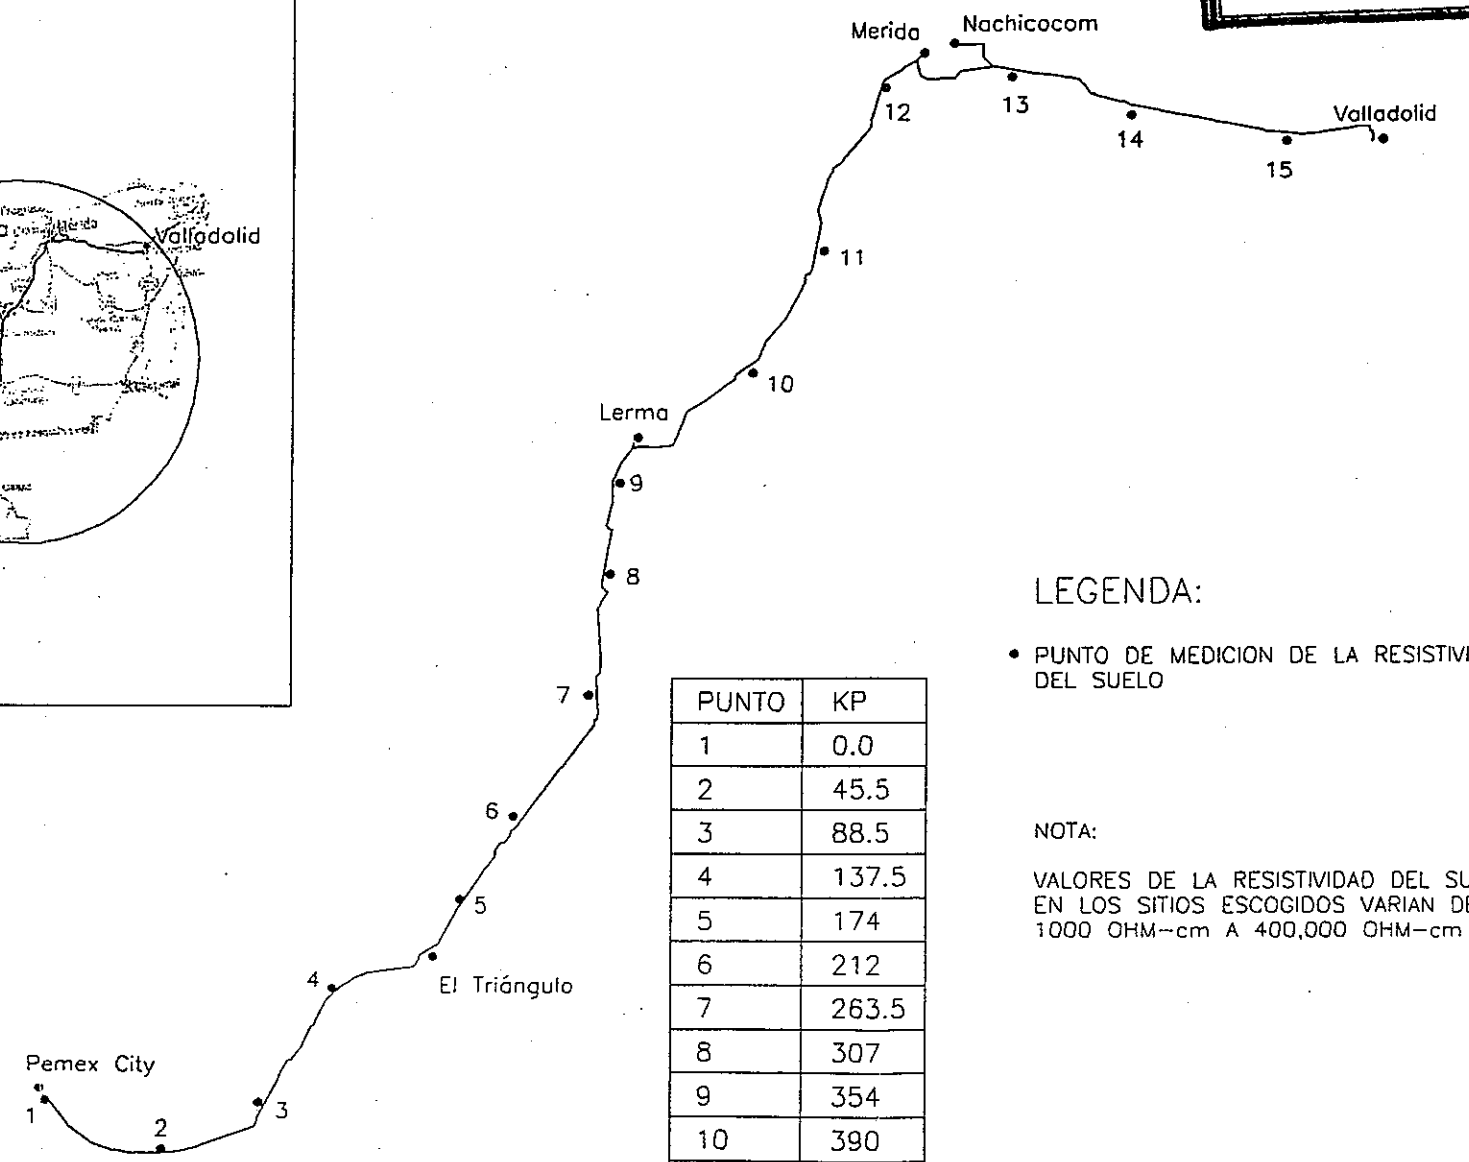 Merida
Nachicocom
12
13
14
15
Valladolid
Mérida
Valladolid
11
10
Lerma
9
8
7
6
5
4
El Triángulo
Pemex City
1
2
3
LEGENDA:
PUNTO DE MEDICION DE LA RESISTIVI
DEL SUELO
PUNTO KP
1 0.0
2 45.5
3 88.5
4 137.5
5 174
6 212
7 263.5
8 307
9 354
10 390
NOTA:
VALORES DE LA RESISTIVIDAD DEL SU
EN LOS SITIOS ESCOGIDOS VARIAN DE
1000 OHM-cm A 400,000 OHM-cm